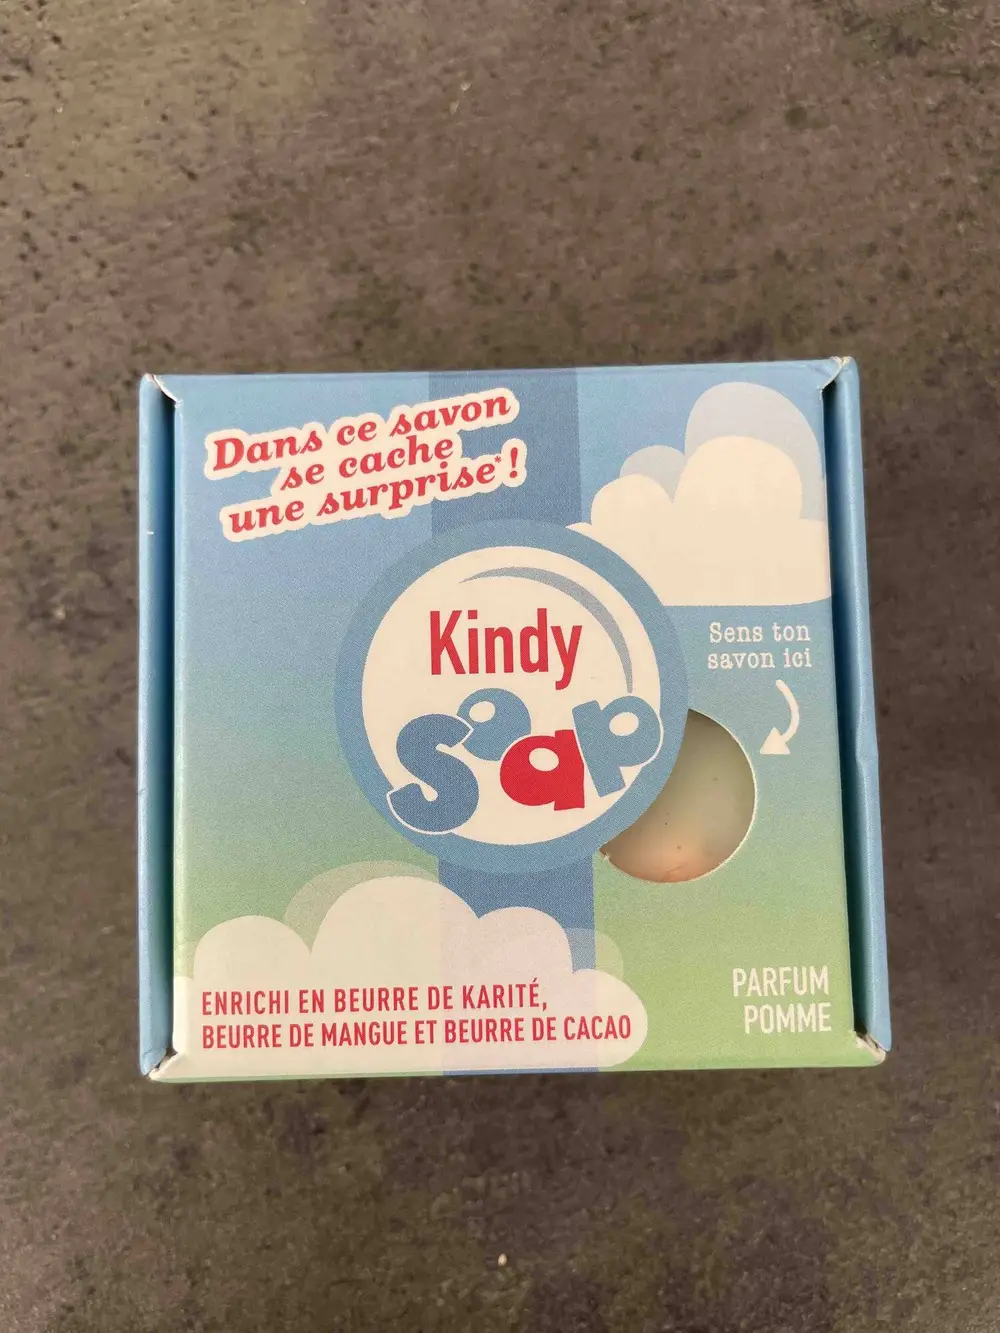 Dans ce savon
se cache
une surprise*!
Kindy
Soap
Sens ton
savon ici
ENRICHI EN BEURRE DE KARITÉ,
BEURRE DE MANGUE ET BEURRE DE CACAO
PARFUM
POMME